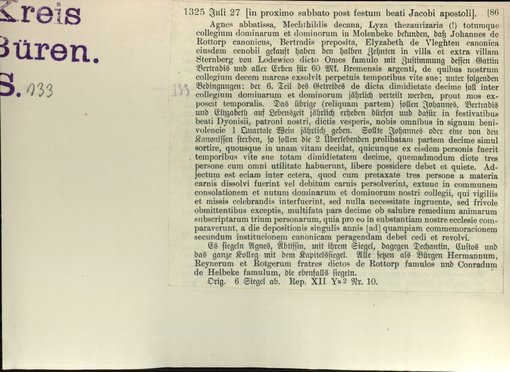 Kreis
Büren.
S. 133
133
186
1325 Juli 27 [in proximo sabbato post festum beati Jacobi apostoli].
Agnes abbatissa, Mechthildis decana, Lyza thezaurizaria (!) totumque
collegium dominarum et dominorum in Molenbeke bekunden, daß Johannes de
Rottorp canonicus, Bertradis preposita, Elyzabeth de Vleghten canonica
eiusdem cenobii gekauft haben den halben Zehnten in villa et extra villam
Sternberg von Lodewico dicto Omes famulo mit Zustimmung dessen Gattin
Bertradis und aller Erben für 60 Mf. Bremensis argenti, de quibus nostrum
collegium decem marcas exsolvit perpetuis temporibus vite sue; unter folgenden
Bedingungen: der 6. Teil des Getreides de dicta dimidietate decime soll inter
collegium dominarum et dominorum jährlich verteilt werden, prout mos ex-
poscit temporalis. Das übrige (reliquam partem) sollen Johannes, Bertradis
und Elyzabeth auf Lebenszeit jährlich erheben dürfen und dafür in festivatibus
beati Dyonisii, patroni nostri, dictis vesperis, nobis omnibus in signum beni-
volencie 1 Quartale Wein jährlich geben. Sollte Johannes oder eine von den
Kanonissen sterben, so sollen die 2 Überlebenden prelibatam partem decime simul
sortire, quousque in unam vitam decidat, quicunque ex eisdem personis fuerit
temporibus vite sue totam dimidietatem decime, quemadmodum dicte tres
persone cum omni utilitate habuerunt, libere possidere debet et quiete. Ad-
jectum est eciam inter cetera, quod cum pretaxate tres persone a materia
carnis dissolvi fuerint vel debitum carnis persolverint, extunc in communem
consolationem et nutum dominarum et dominorum nostri collegii, qui vigiliis
et missis celebrandis interfuerint, sed nulla necessitate ingruente, sed frivole
obmittentibus exceptis, multifata pars decime ob salubre remedium animarum
subscriptarum trium personarum, quia pro eo in substantiam nostre ecclesie com-
paraverunt, a die depositionis singulis annis [ad] quampiam commemoracionem
secundum institucionem canonicam peragendam debet cedi et revolvi.
Es siegeln Agnes, Äbtissin, mit ihrem Siegel, dagegen Dechantin, Custos und
das ganze Kolleg mit dem Kapitelsiegel. Alle setzen als Bürgen Hermannum,
Reynerum et Rotgerum fratres dictos de Rottorp famulos und Conradum
de Helbeke famulum, die ebenfalls siegeln.
Orig. 6 Siegel ab. Rep. XII Ya² Nr. 10.